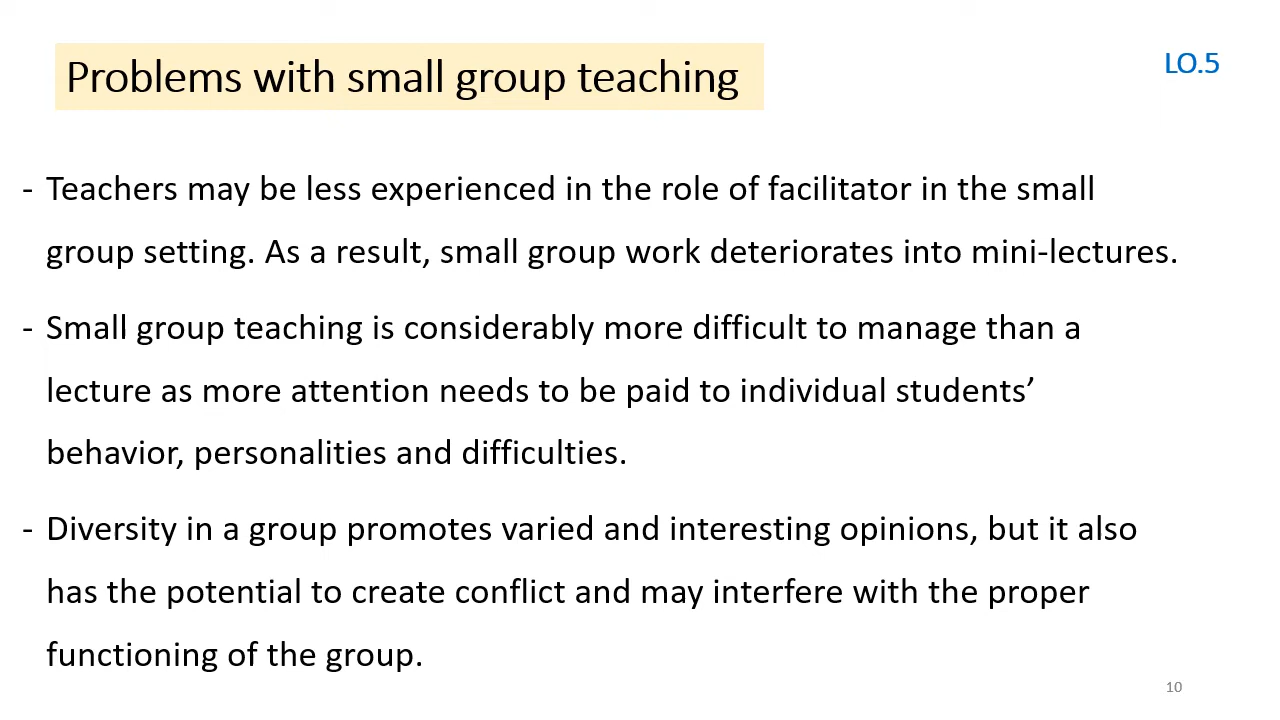 Problems with small group teaching
LO.5
- Teachers may be less experienced in the role of facilitator in the small
group setting. As a result, small group work deteriorates into mini-lectures.
- Small group teaching is considerably more difficult to manage than a
lecture as more attention needs to be paid to individual students’
behavior, personalities and difficulties.
- Diversity in a group promotes varied and interesting opinions, but it also
has the potential to create conflict and may interfere with the proper
functioning of the group.
10